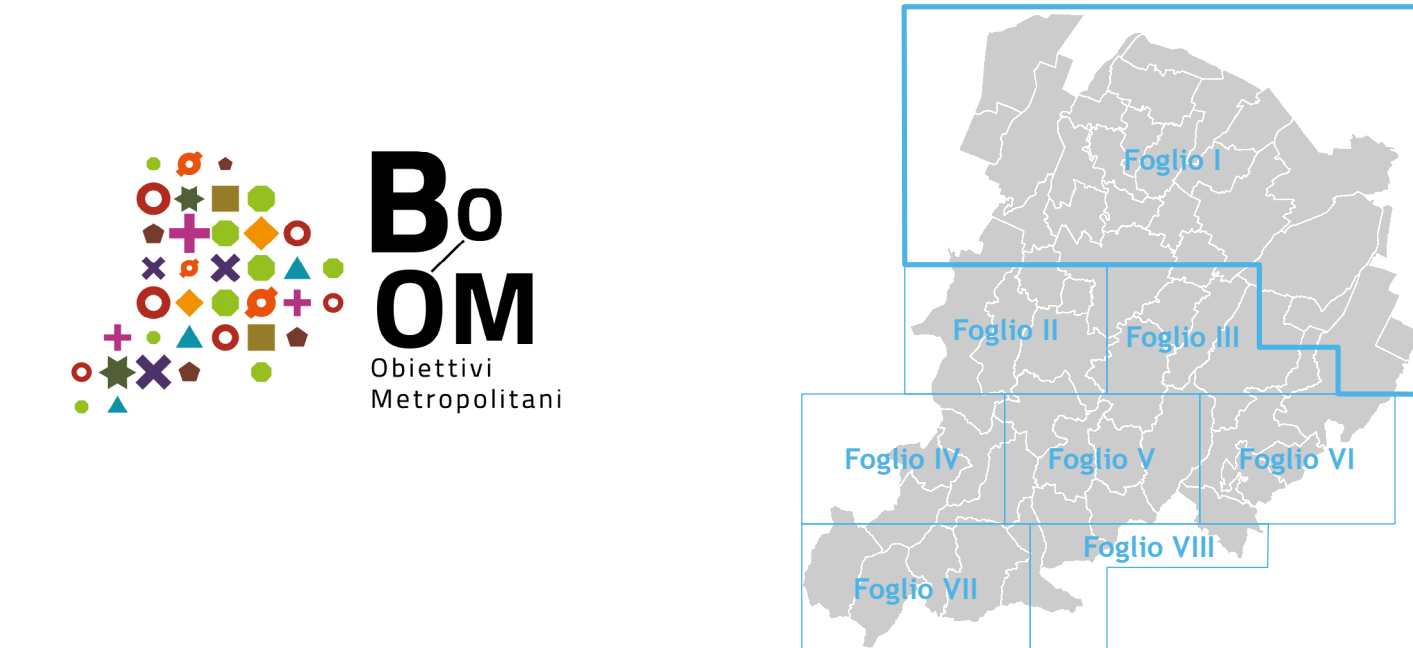 Bo
OM
Obiettivi
Metropolitani
Foglio I
Foglio II
Foglio III
Foglio IV
Foglio V
Foglio VI
Foglio VIII
Foglio VII